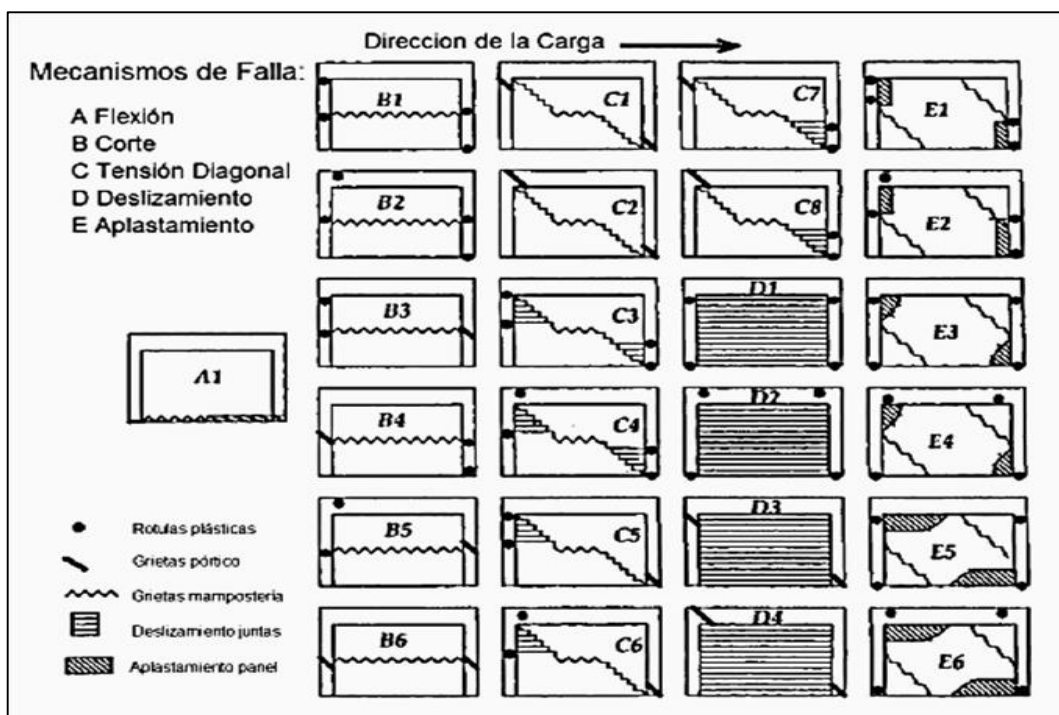 Direccion de la Carga
Mecanismos de Falla:
A Flexión
B Corte
C Tensión Diagonal
D Deslizamiento
E Aplastamiento
B1 C1 C7 E1
B2 C2 C8 E2
B3 C3 D1 E3
A1
B4 C4 D2 E4
B5 C5 D3 E5
B6 C6 D4 E6
Rotulas plásticas
Grietas pórtico
Grietas mampostería
Deslizamiento juntas
Aplastamiento panel